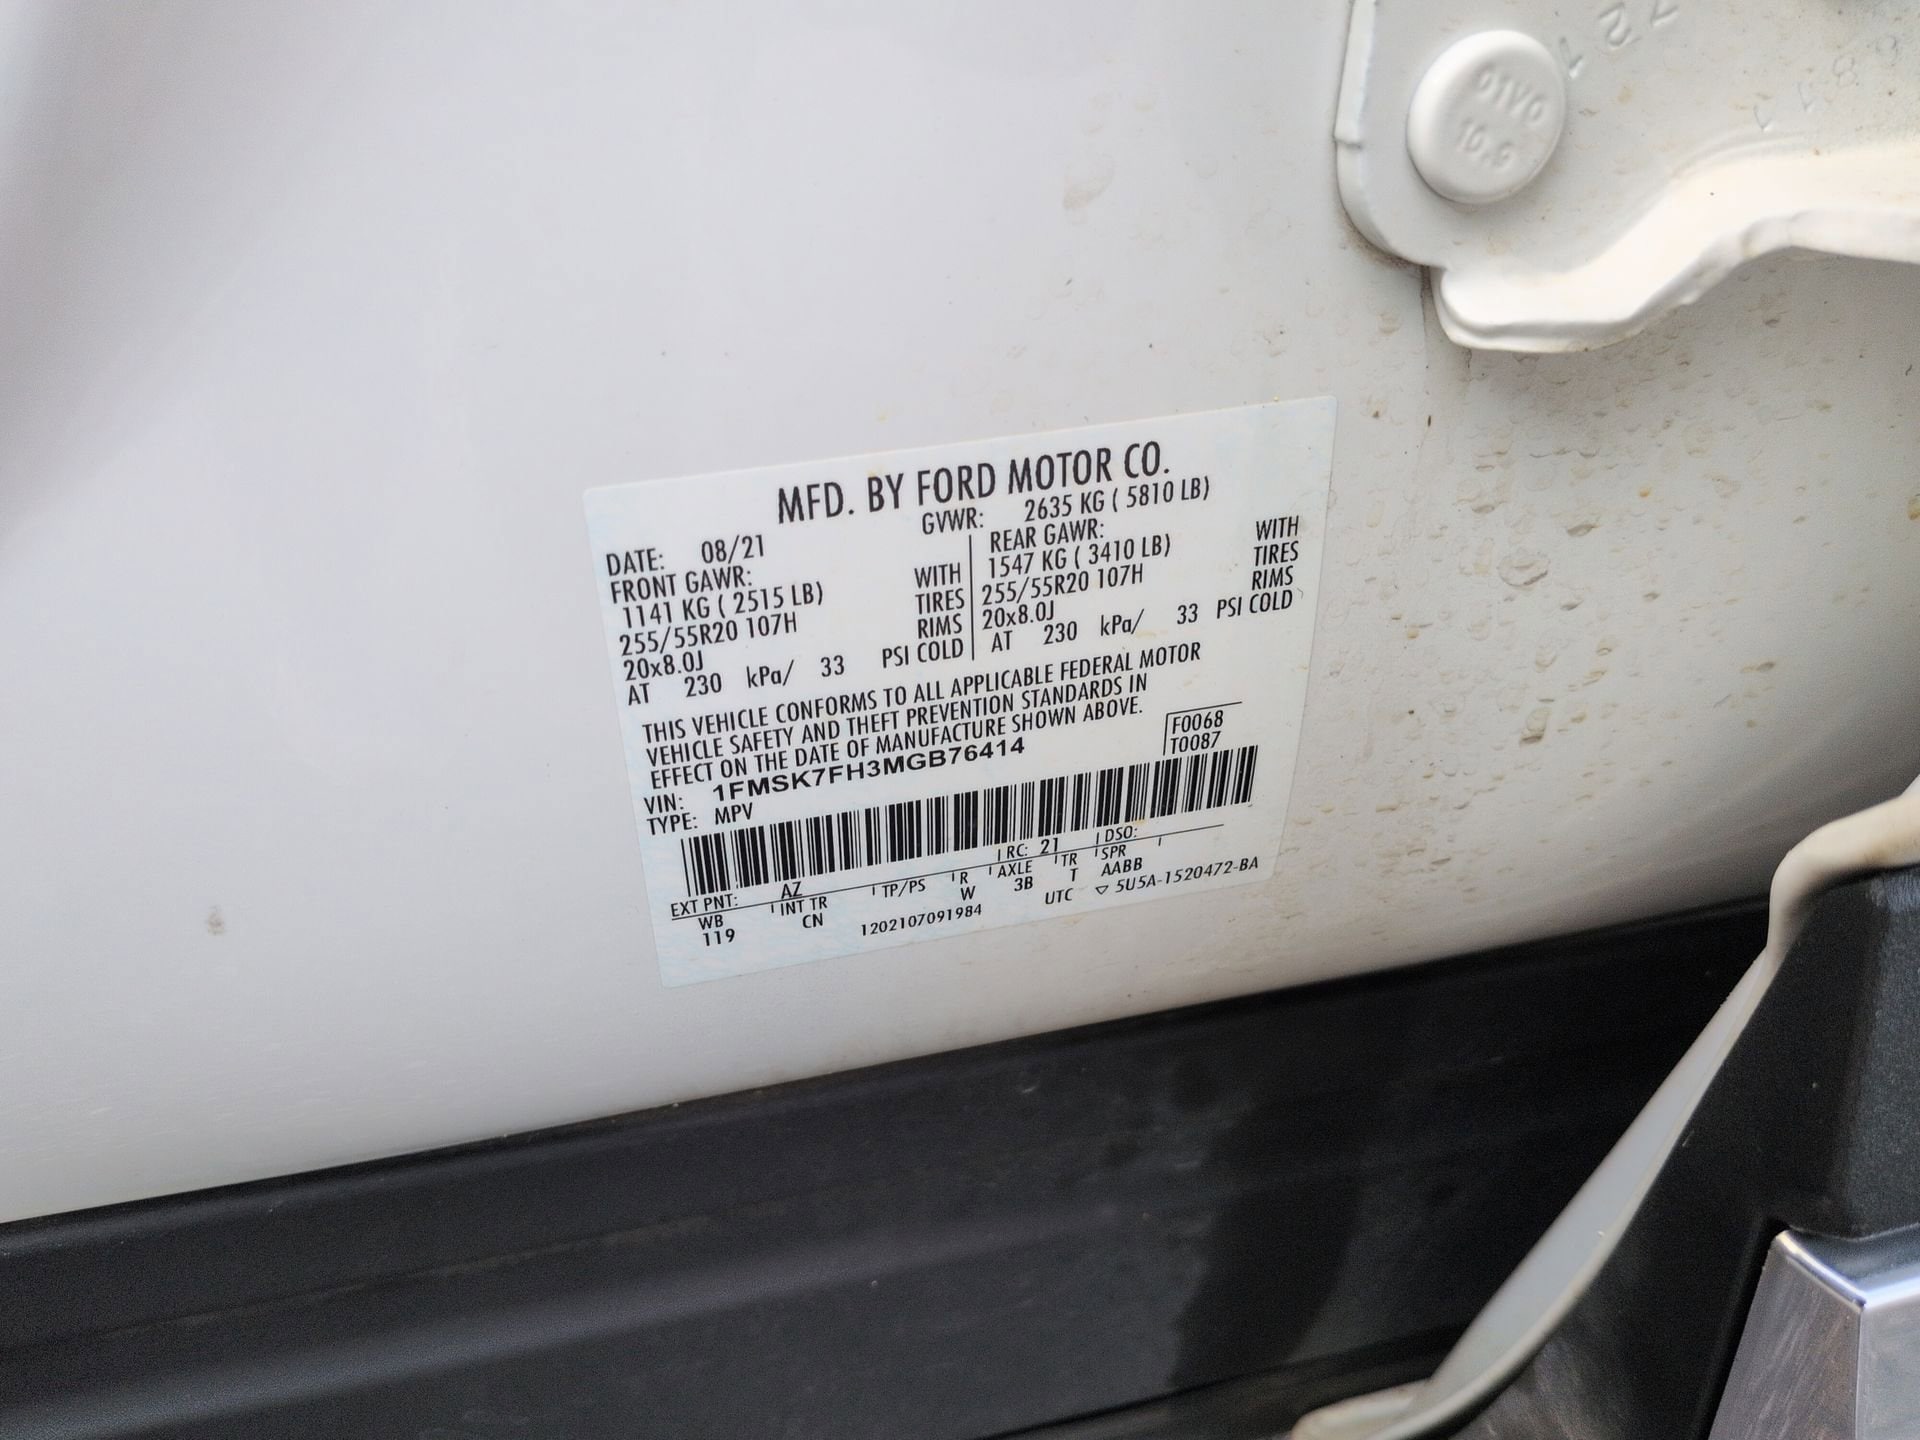 MFD. BY FORD MOTOR CO.
DATE: 08/21 GVWR: 2635 KG ( 5810 LB)
FRONT GAWR:
1141 KG ( 2515 LB) WITH
255/55R20 107H TIRES
20x8.0J RIMS
AT 230 kPa/ 33 PSI COLD
REAR GAWR:
1547 KG ( 3410 LB) WITH
255/55R20 107H TIRES
20x8.0J RIMS
AT 230 kPa/ 33 PSI COLD
THIS VEHICLE CONFORMS TO ALL APPLICABLE FEDERAL MOTOR
VEHICLE SAFETY AND THEFT PREVENTION STANDARDS IN
EFFECT ON THE DATE OF MANUFACTURE SHOWN ABOVE.
F0068
T0087
VIN: 1FMSK7FH3MGB76414
TYPE: MPV
EXT PNT: AZ RC: 21 DSO:
WB INT TR TP/PS R AXLE TR SPR
119 CN W 3B T AABB
1202107091984 UTC ▽ 5U5A-1520472-BA
10.9